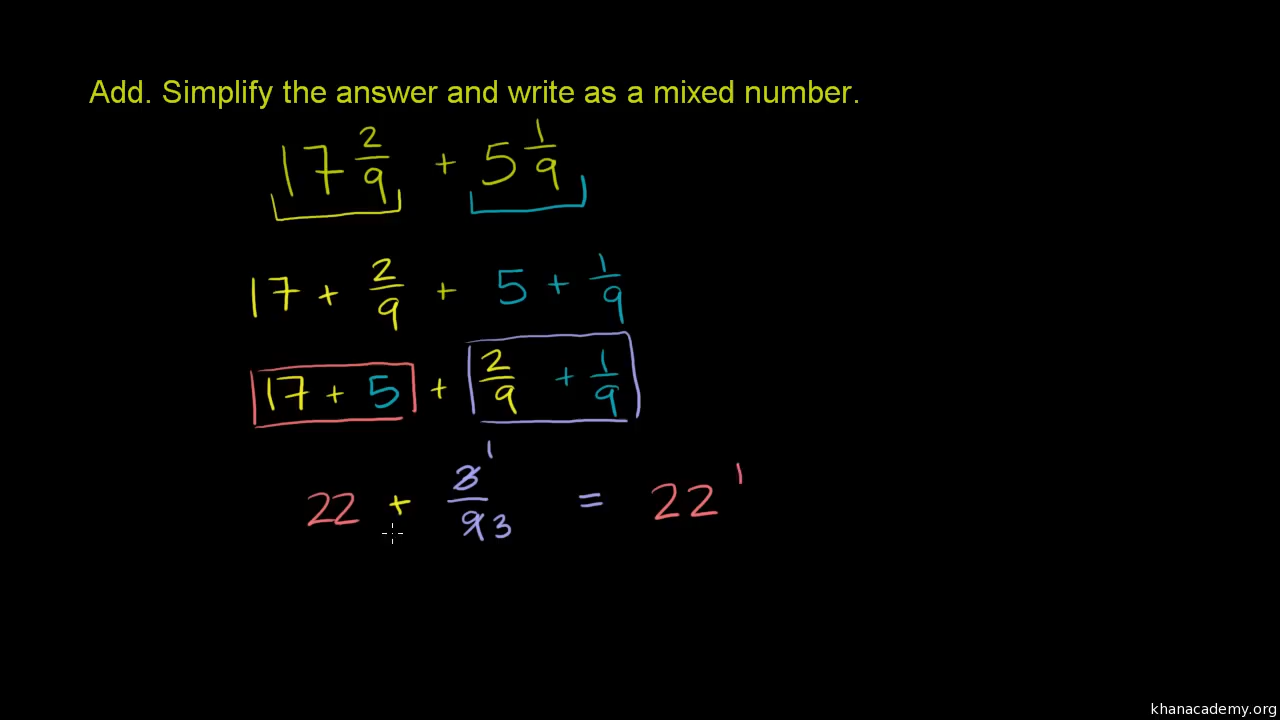 Add. Simplify the answer and write as a mixed number.
17 2/9 + 5 1/9
17 + 2/9 + 5 + 1/9
17 + 5 + 2/9 + 1/9
22 + 3/9 1 3 = 22 1
khanacademy.org